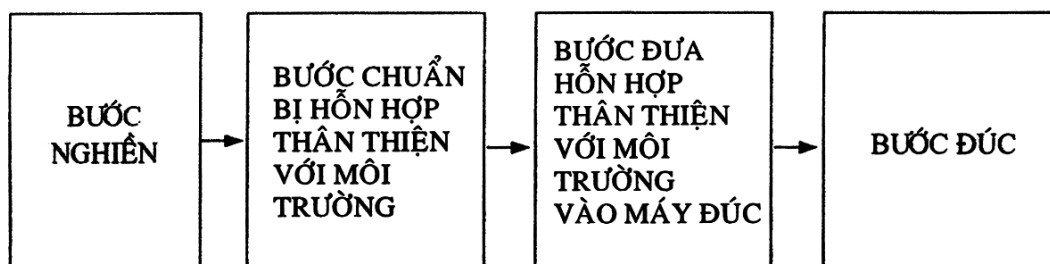 BƯỚC
NGHIỀN
BƯỚC CHUẨN
BỊ HỖN HỢP
THÂN THIỆN
VỚI MÔI
TRƯỜNG
BƯỚC ĐƯA
HỖN HỢP
THÂN THIỆN
VỚI MÔI
TRƯỜNG
VÀO MÁY ĐÚC
BƯỚC ĐÚC